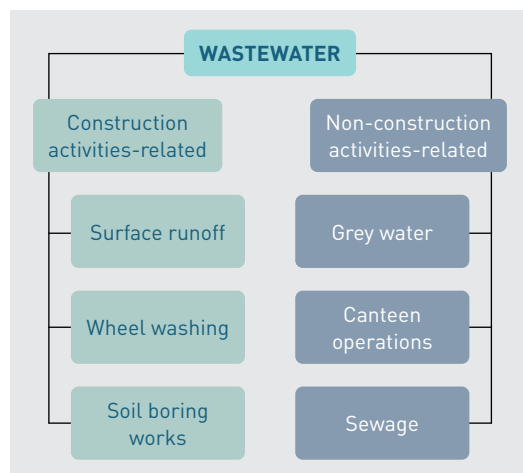 WASTEWATER
Construction
activities-related
Surface runoff
Wheel washing
Soil boring
works
Non-construction
activities-related
Grey water
Canteen
operations
Sewage